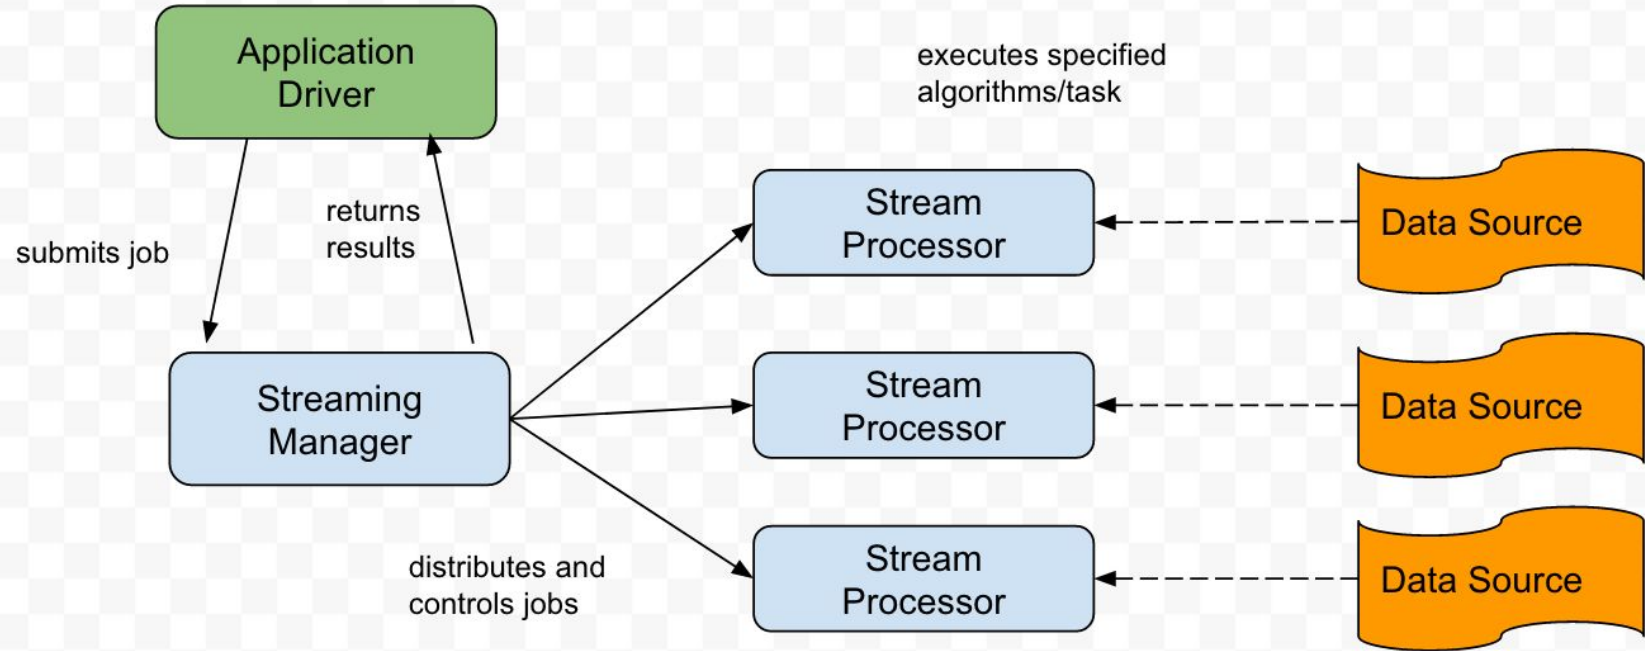 Application
Driver
executes specified
algorithms/task
submits job
returns
results
Stream
Processor
Data Source
Streaming
Manager
Stream
Processor
Data Source
distributes and
controls jobs
Stream
Processor
Data Source